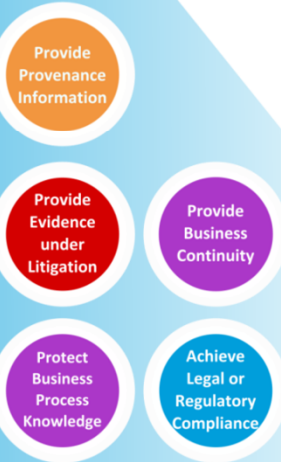 Provide
Provenance
Information
Provide
Evidence
under
Litigation
Provide
Business
Continuity
Protect
Business
Process
Knowledge
Achieve
Legal or
Regulatory
Compliance